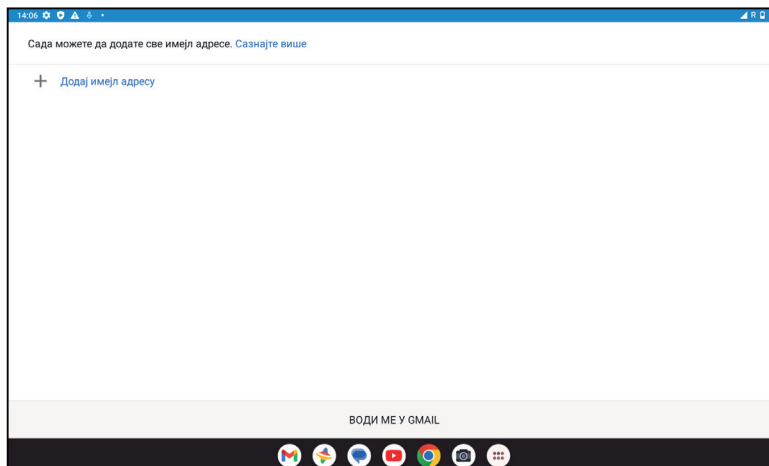 14:06
R
Сада можете да додате све имејл адресе. Сазнајте више
Додај имејл адресу
ВОДИ МЕ У GMAIL